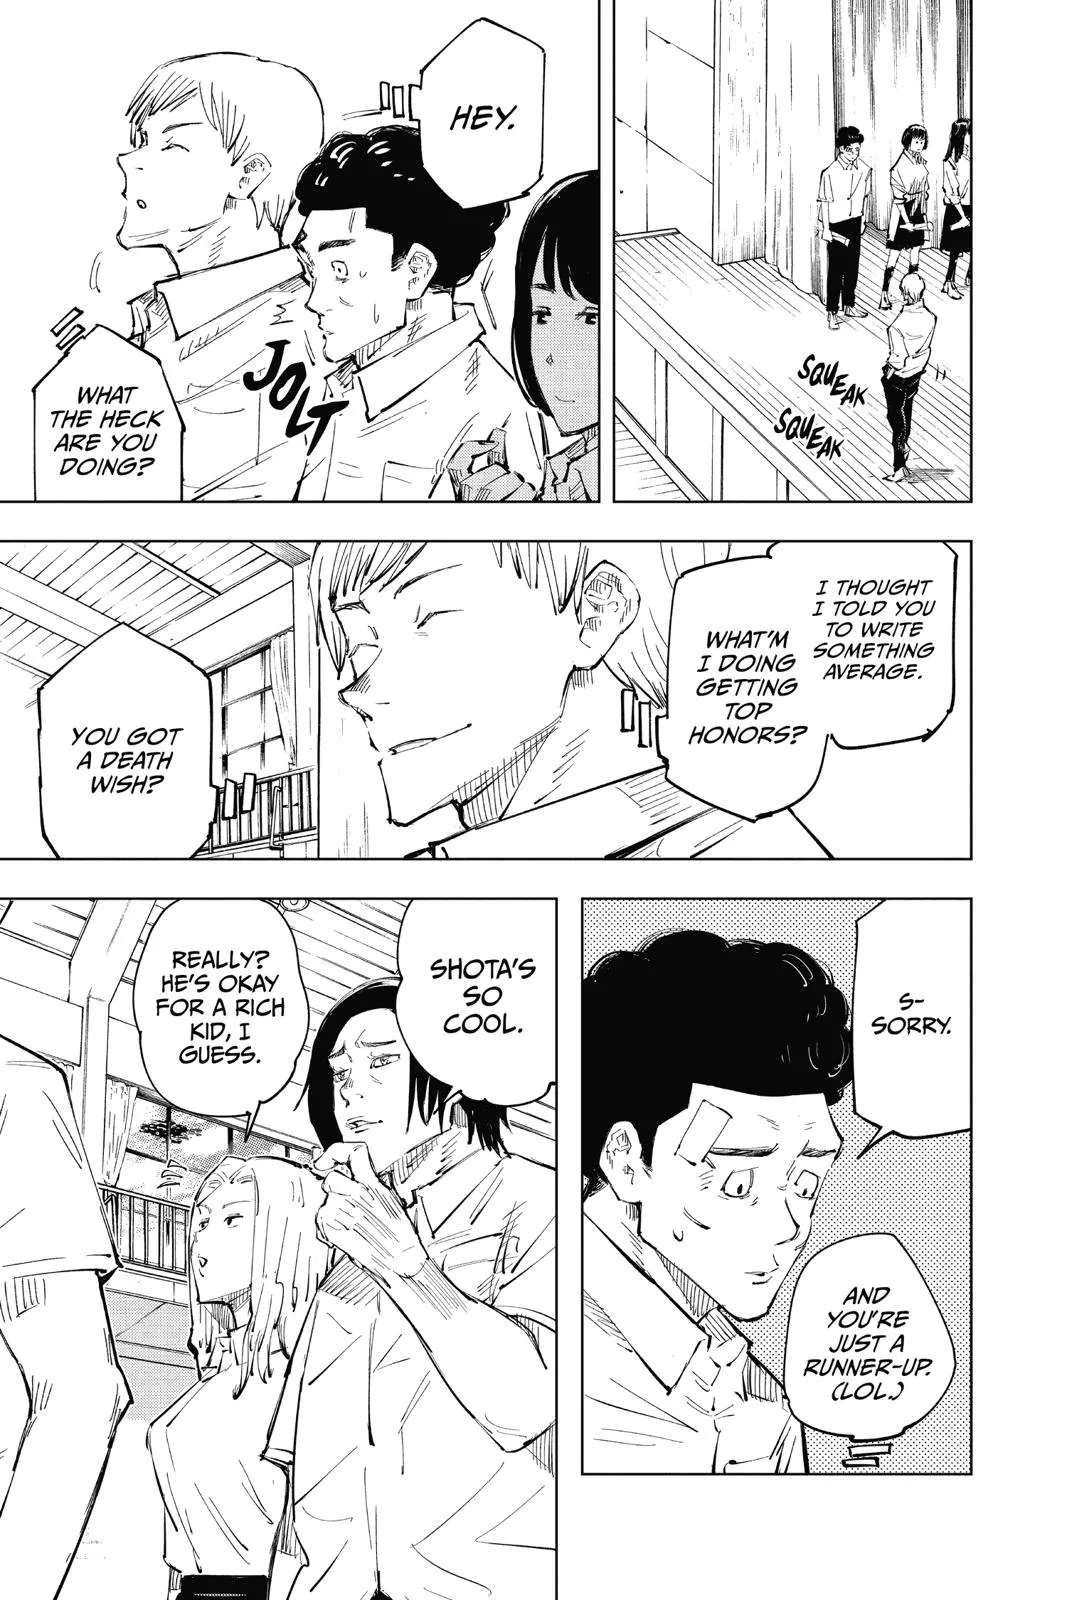 SQUEAK
SQUEAK
HEY.
JOLT
WHAT
THE HECK
ARE YOU
DOING?
I THOUGHT
I TOLD YOU
TO WRITE
SOMETHING
AVERAGE.
WHAT'M
I DOING
GETTING
TOP
HONORS?
YOU GOT
A DEATH
WISH?
S-
SORRY.
AND
YOU'RE
JUST A
RUNNER-UP.
(LOL.)
SHOTA'S
SO
COOL.
REALLY?
HE'S OKAY
FOR A RICH
KID, I
GUESS.